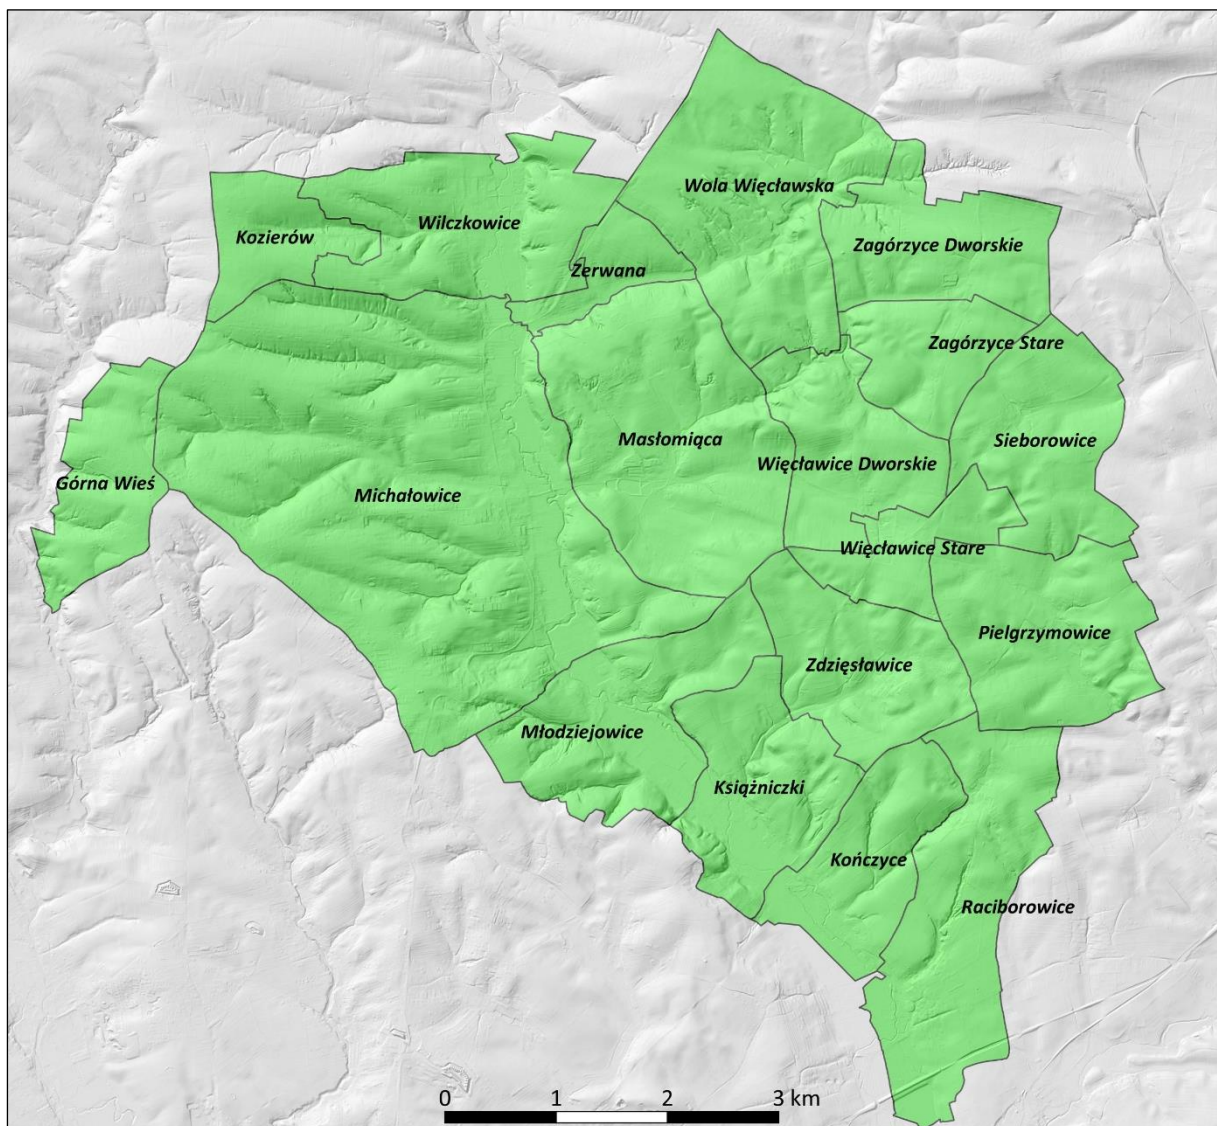 Wola Więcławska
Kozierów
Wilczkowice
Zagórzyce Dworskie
Zerwana
Zagórzyce Stare
Masłomiąca
Sieborowice
Więcławice Dworskie
Górna Wieś
Michałowice
Więcławice Stare
Pielgrzymowice
Zdzięsławice
Młodziejowice
Książniczki
Kończyce
Raciborowice
0 1 2 3 km